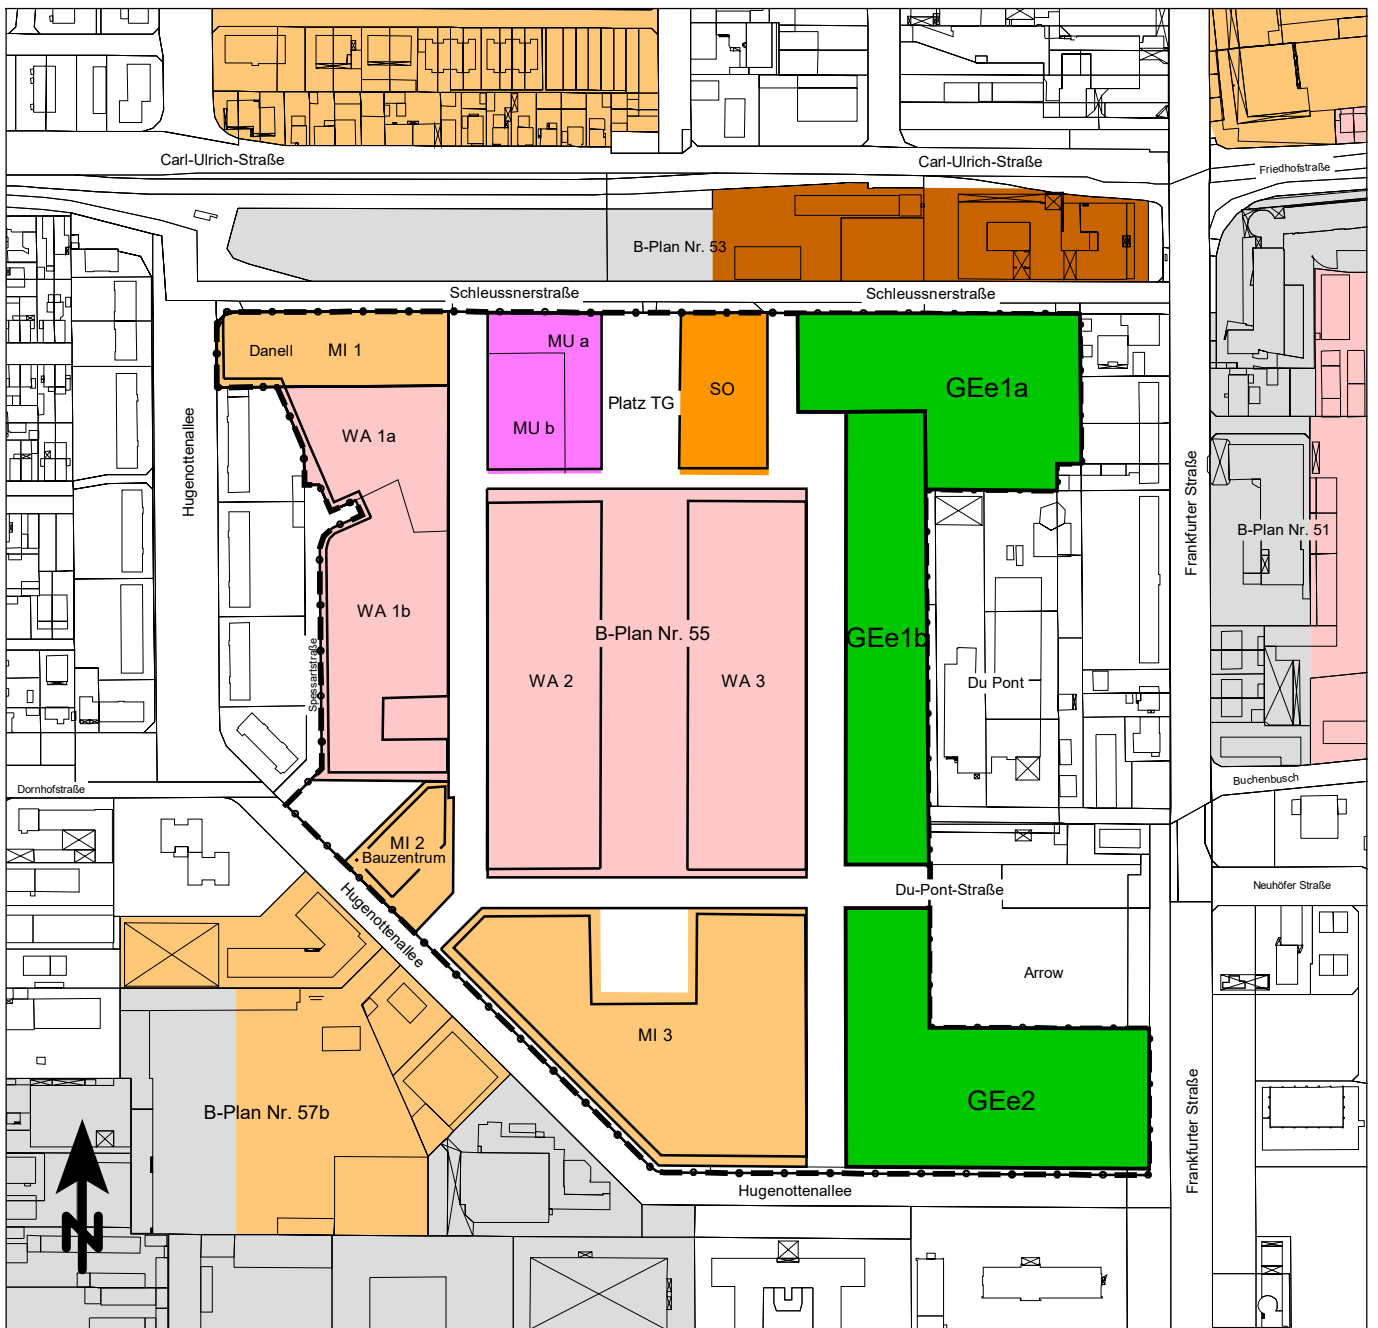 Carl-Ulrich-Straße
Carl-Ulrich-Straße
Friedhofstraße
B-Plan Nr. 53
Schleussnerstraße
Schleussnerstraße
Danell
MI 1
MU a
Platz TG
SO
GEe1a
WA 1a
MU b
Hugenottenallee
Frankfurter Straße
B-Plan Nr. 51
WA 1b
B-Plan Nr. 55
GEe1b
Spessartstraße
WA 2
WA 3
Du Pont
Dornhofstraße
Buchenbusch
MI 2
Bauzentrum
Hugenottenallee
Du-Pont-Straße
Neuhöfer Straße
Arrow
MI 3
B-Plan Nr. 57b
GEe2
Frankfurter Straße
Hugenottenallee
N